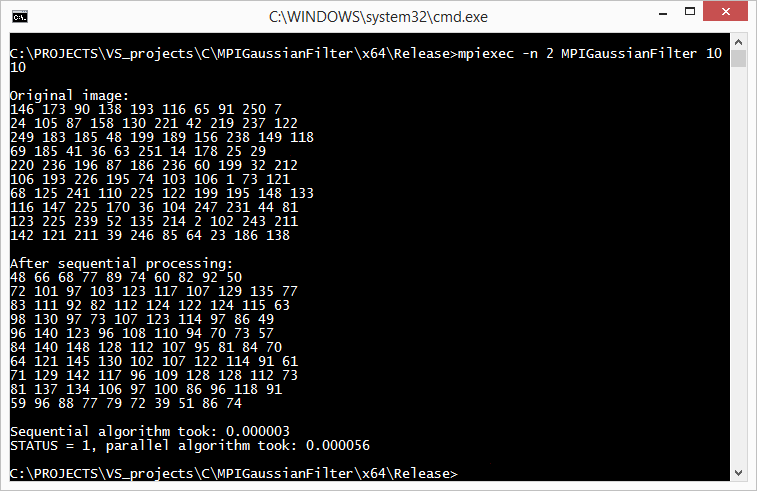 C:\WINDOWS\system32\cmd.exe
C:\PROJECTS\VS_projects\C\MPIGaussianFilter\x64\Release>mpiexec -n 2 MPIGaussianFilter 10
10
Original image:
146 173 90 138 193 116 65 91 250 7
24 105 87 158 130 221 42 219 237 122
249 183 185 48 199 189 156 238 149 118
69 185 41 36 63 251 14 178 25 29
220 236 196 87 186 236 60 199 32 212
106 193 226 195 74 103 106 1 73 121
68 125 241 110 225 122 199 195 148 133
116 147 225 170 36 104 247 231 44 81
123 225 239 52 135 214 2 102 243 211
142 121 211 39 246 85 64 23 186 138
After sequential processing:
48 66 68 77 89 74 60 82 92 50
72 101 97 103 123 117 107 129 135 77
83 111 92 82 112 124 122 124 115 63
98 130 97 73 107 123 114 97 86 49
96 140 123 96 108 110 94 70 73 57
84 140 148 128 112 107 95 81 84 70
64 121 145 130 102 107 122 114 91 61
71 129 142 117 96 109 128 128 112 73
81 137 134 106 97 100 86 96 118 91
59 96 88 77 79 72 39 51 86 74
Sequential algorithm took: 0.000003
STATUS = 1, parallel algorithm took: 0.000056
C:\PROJECTS\VS_projects\C\MPIGaussianFilter\x64\Release>